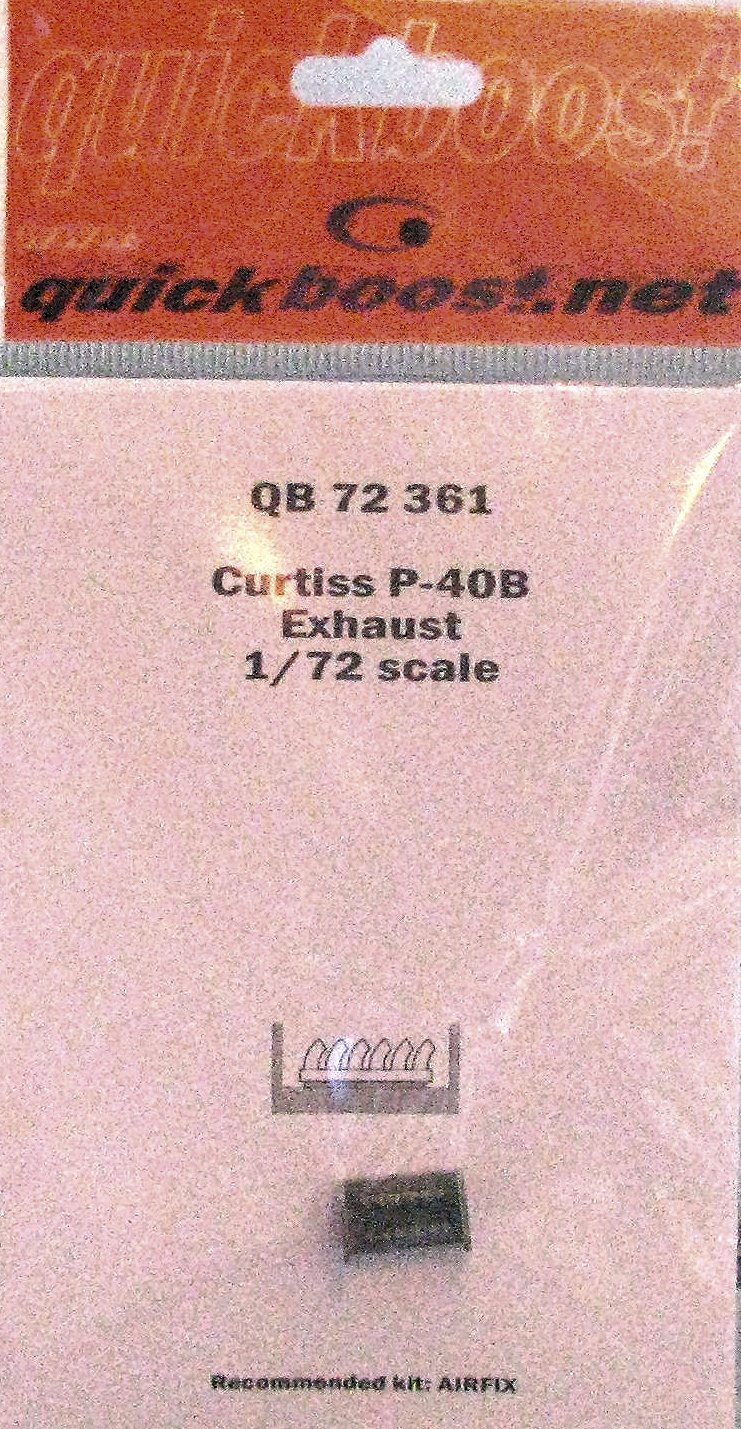 quickboost
quickboost.net
QB 72 361
Curtiss P-40B
Exhaust
1/72 scale
Recommended kit: AIRFIX